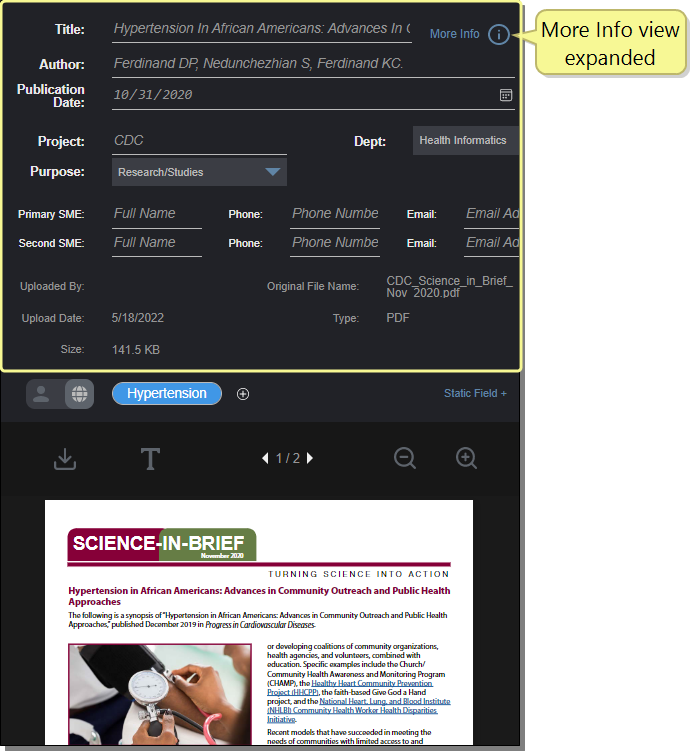 Title: Hypertension In African Americans: Advances In C More Info
More Info view
expanded
Author: Ferdinand DP, Nedunchezhian S, Ferdinand KC.
Publication
Date: 10/31/2020
Project: CDC Dept: Health Informatics
Purpose: Research/Studies
Primary SME: Full Name Phone: Phone Numbe Email: Email Ad
Second SME: Full Name Phone: Phone Numbe Email: Email Ad
Uploaded By: Original File Name: CDC_Science_in_Brief_
Nov_2020.pdf
Upload Date: 5/18/2022 Type: PDF
Size: 141.5 KB
Hypertension Static Field +
T 1 / 2
SCIENCE-IN-BRIEF
November 2020
TURNING SCIENCE INTO ACTION
Hypertension in African Americans: Advances in Community Outreach and Public Health
Approaches
The following is a synopsis of "Hypertension in African Americans: Advances in Community Outreach and Public Health
Approaches," published December 2019 in Progress in Cardiovascular Diseases.
or developing coalitions of community organizations,
health agencies, and volunteers, combined with
education. Specific examples include the Church/
Community Health Awareness and Monitoring Program
(CHAMP), the Healthy Heart Community Prevention
Project (HHCPP), the faith-based Give God a Hand
project, and the National Heart, Lung, and Blood Institute
(NHLBI) Community Health Worker Health Disparities
Initiative.
Recent models that have succeeded in meeting the
needs of communities with limited access to and